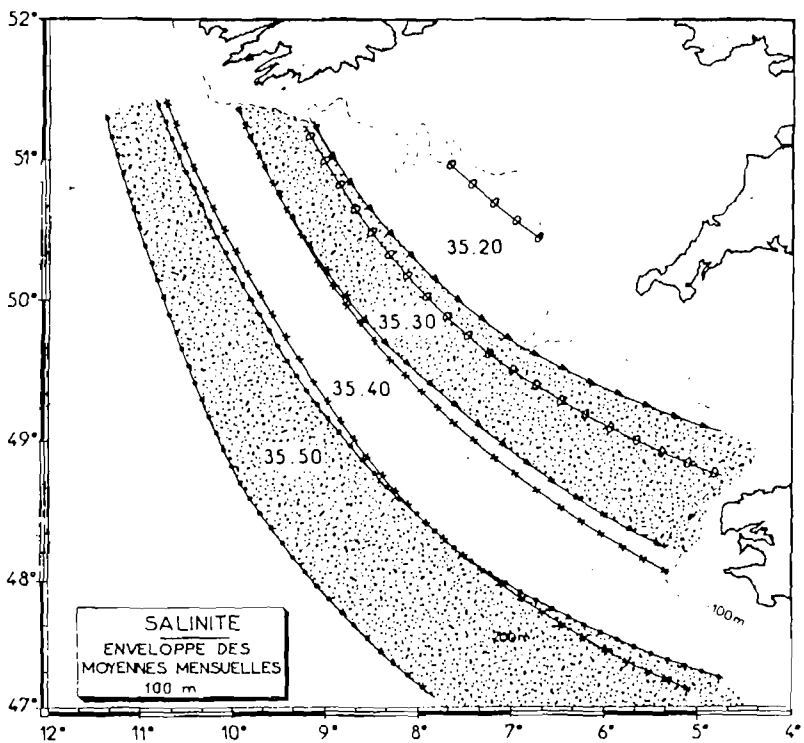 52°
51°
35.20
50°
35.30
35.40
49°
35.50
48°
100m
200m
SALINITE
ENVELOPPE DES
MOYENNES MENSUELLES
100 m
47°
12° 11° 10° 9° 8° 7° 6° 5° 4°